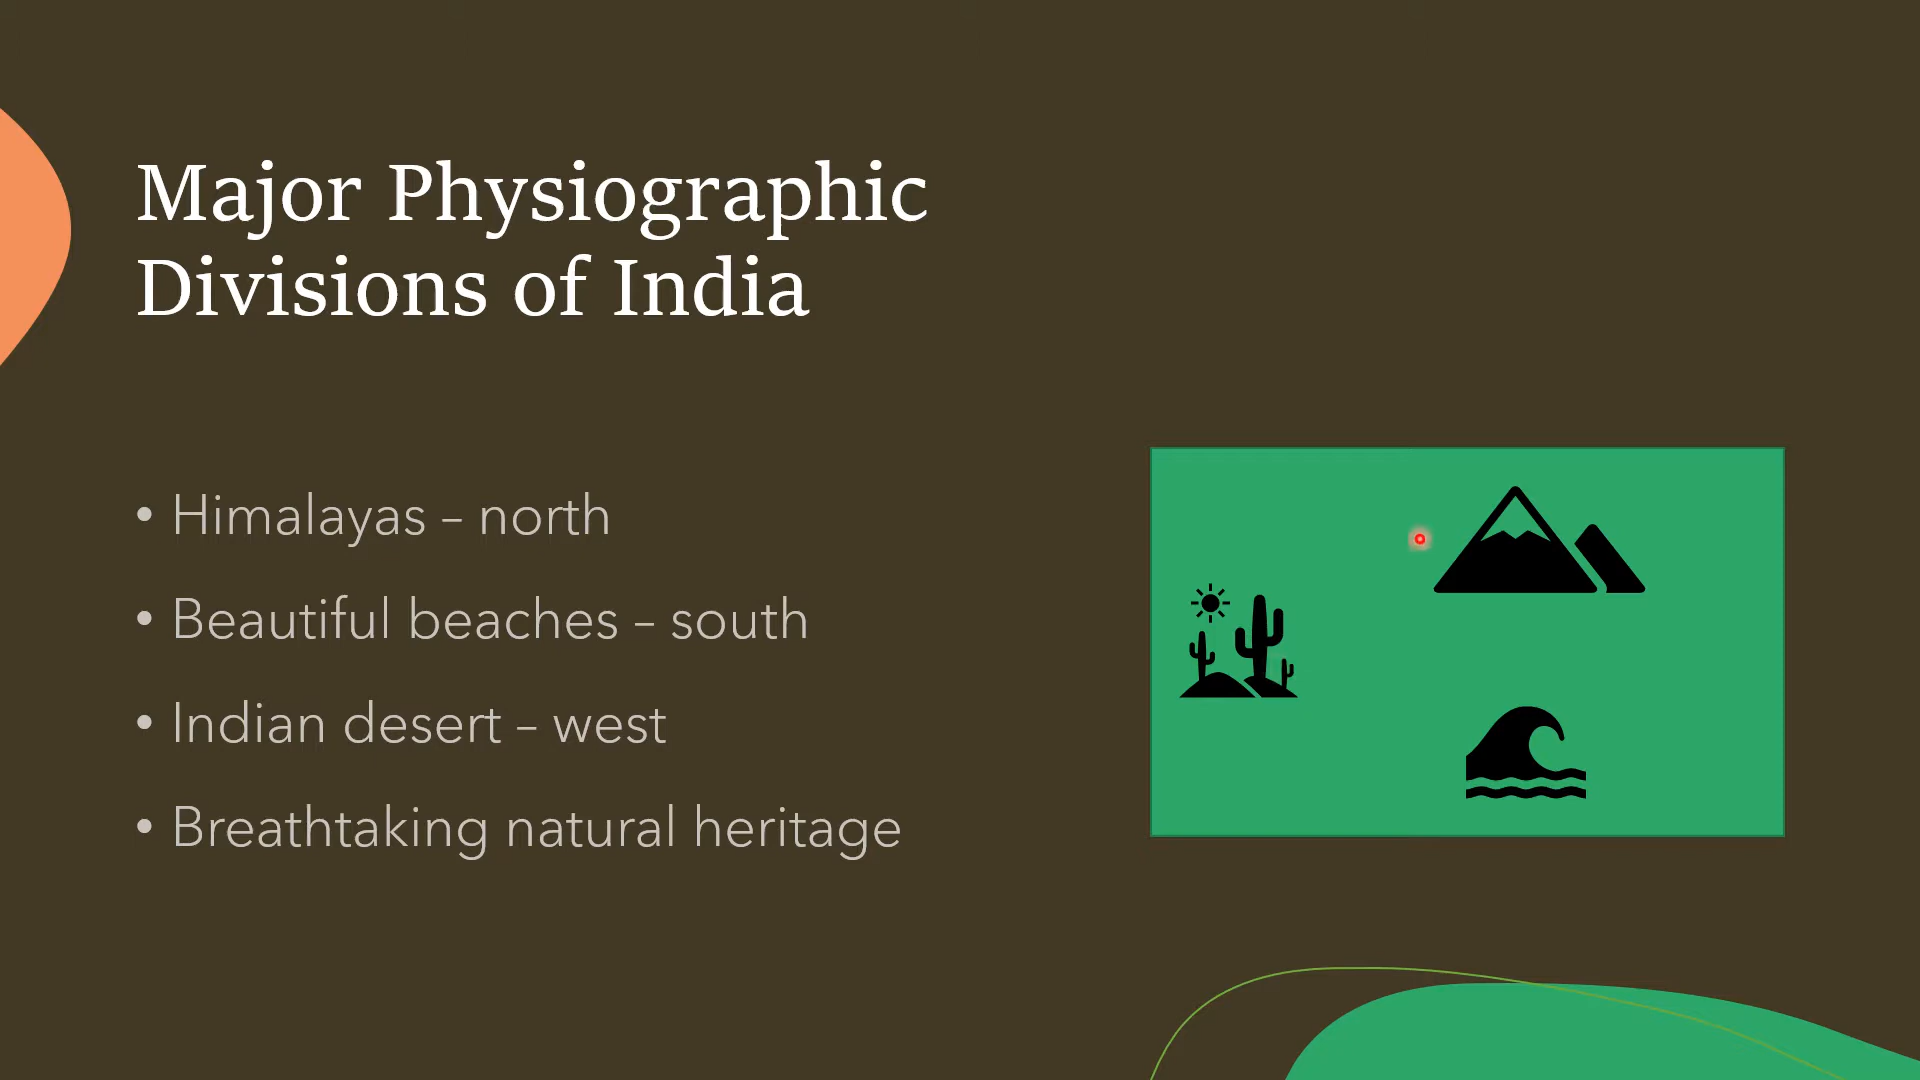 Major Physiographic
Divisions of India
• Himalayas – north
• Beautiful beaches – south
• Indian desert – west
• Breathtaking natural heritage